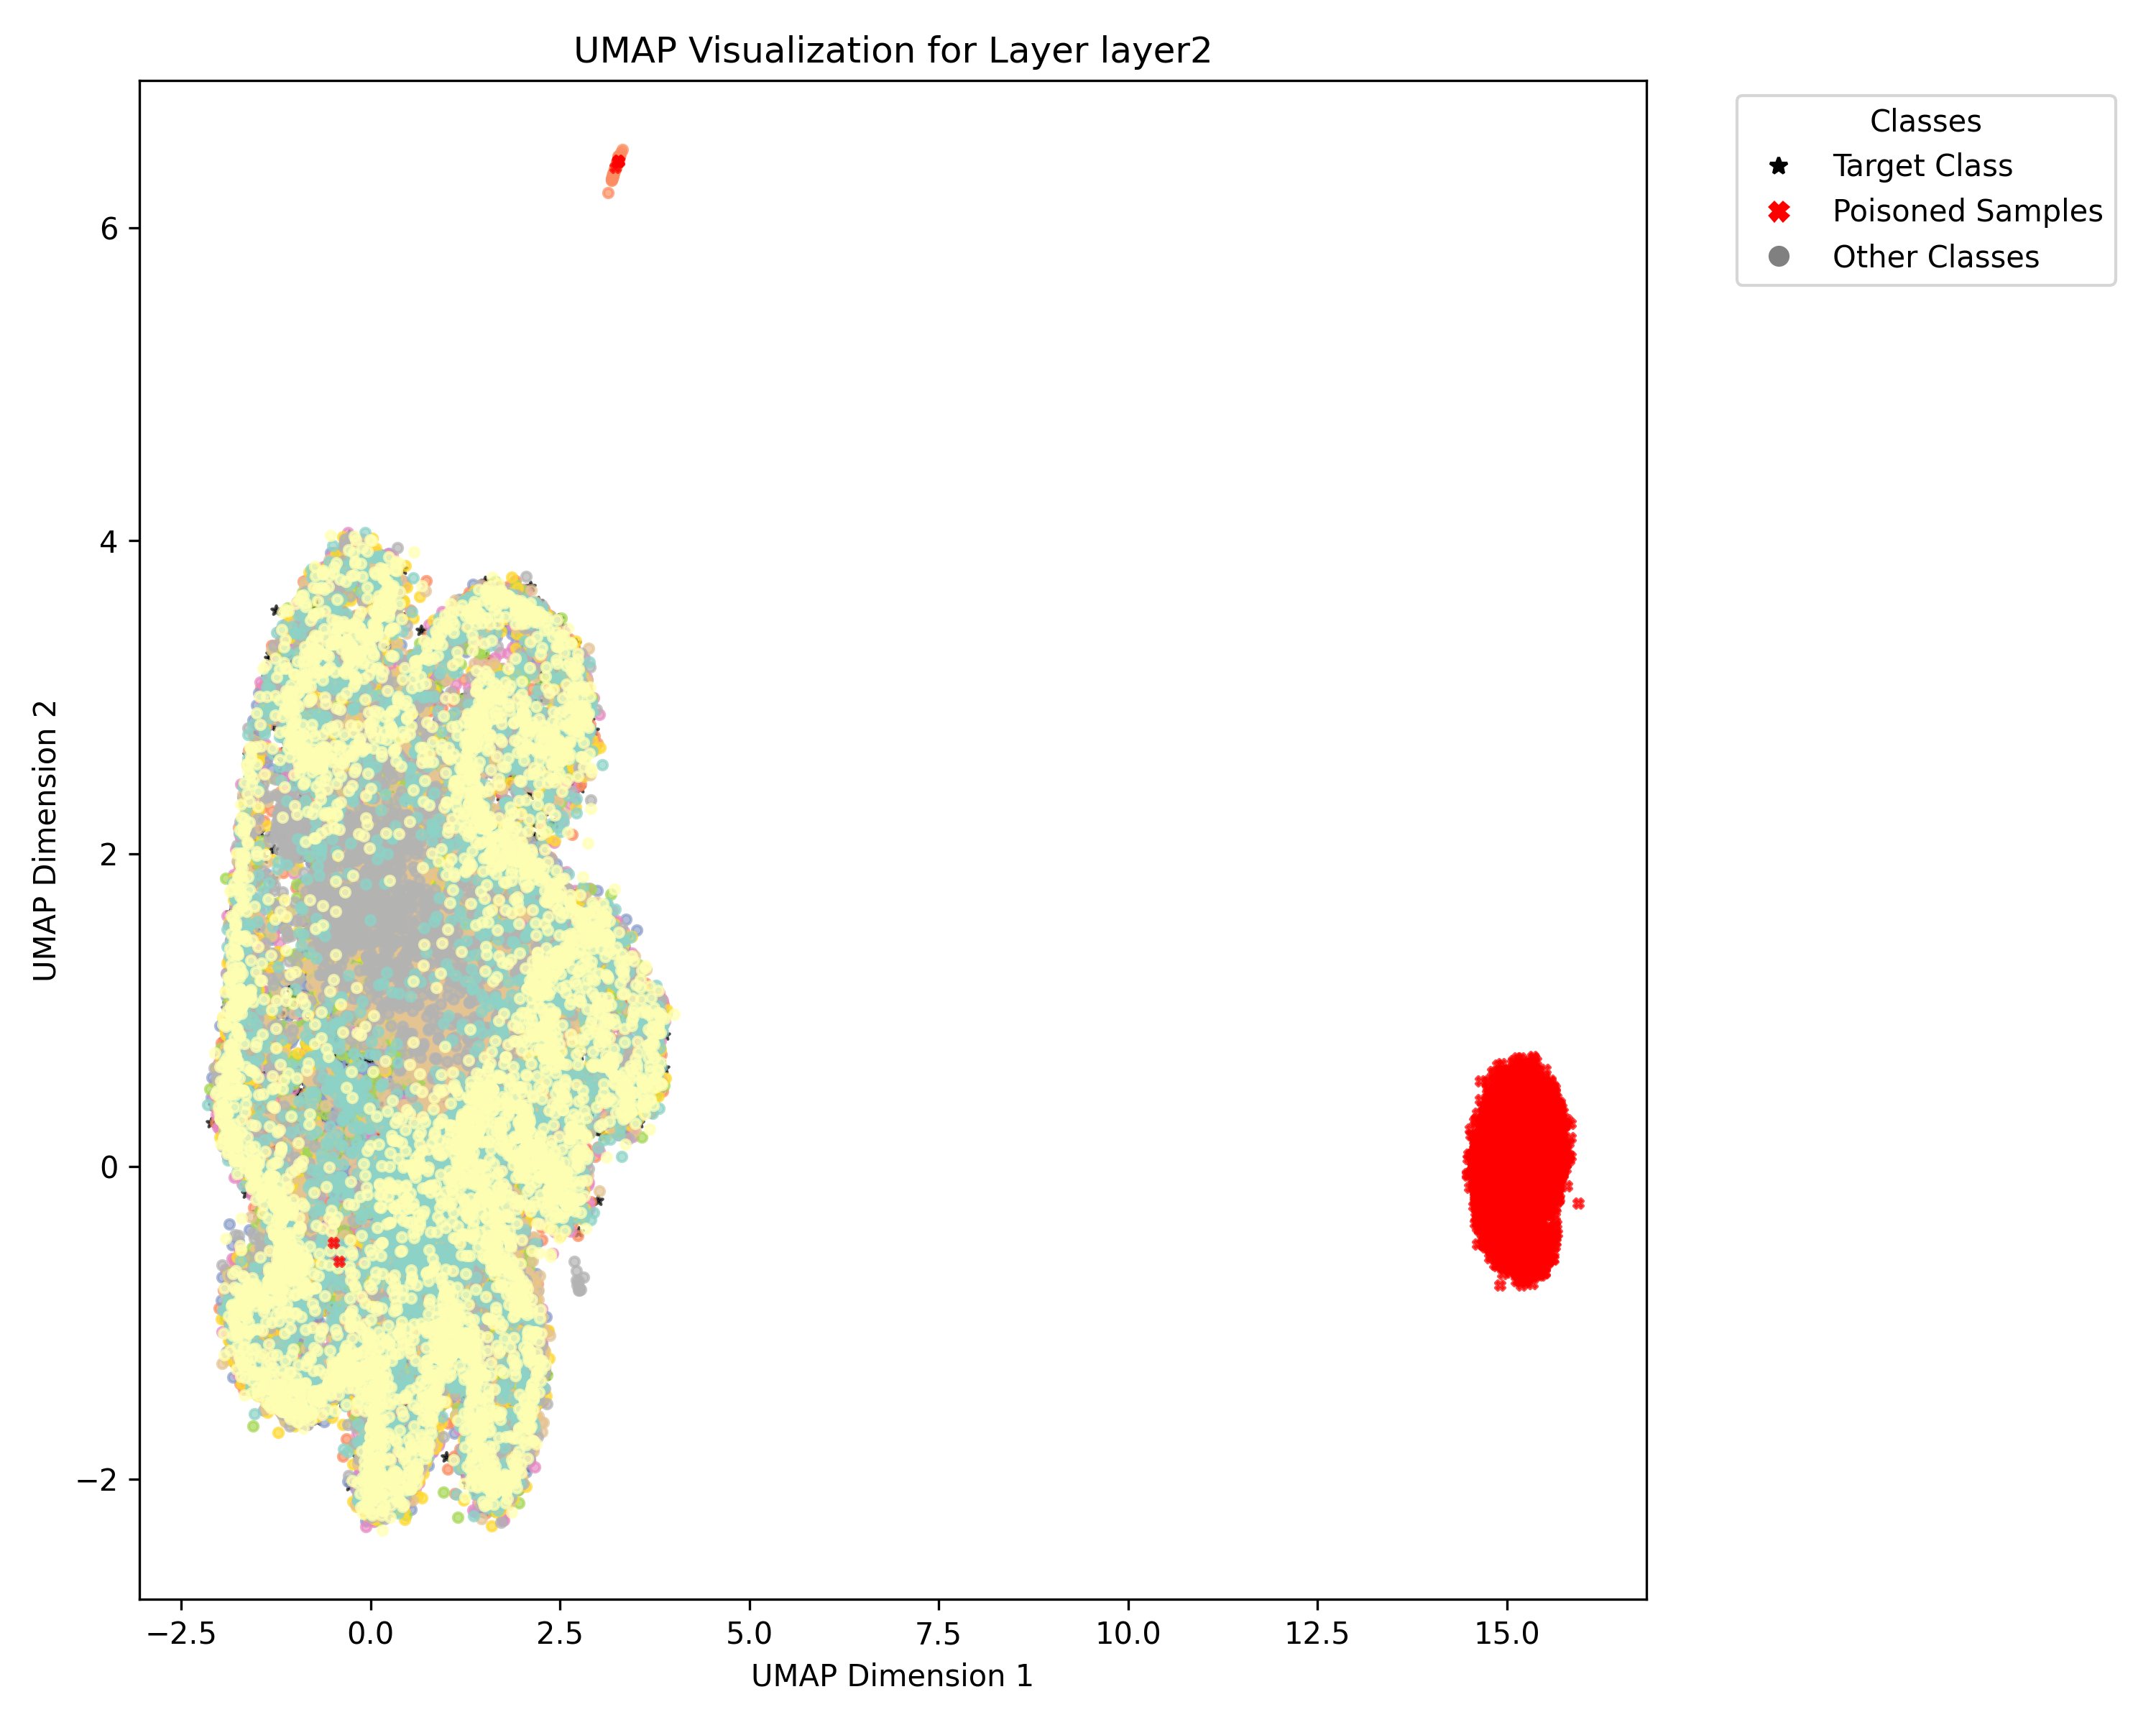 UMAP Visualization for Layer layer2
Classes
Target Class
Poisoned Samples
Other Classes
6
4
2
0
−2
UMAP Dimension 2
−2.5 0.0 2.5 5.0 7.5 10.0 12.5 15.0
UMAP Dimension 1